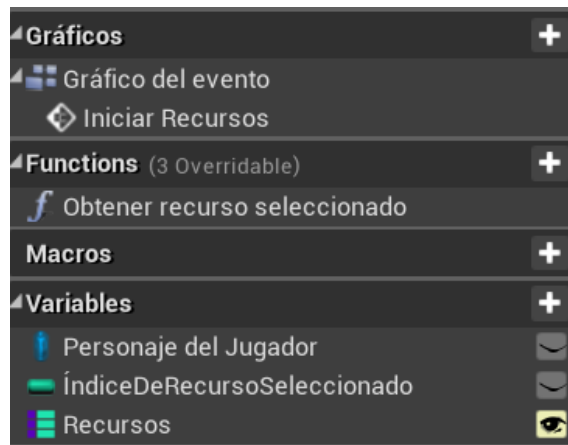 Gráficos
Gráfico del evento
Iniciar Recursos
Functions (3 Overridable)
Obtener recurso seleccionado
Macros
Variables
Personaje del Jugador
ÍndiceDeRecursoSeleccionado
Recursos